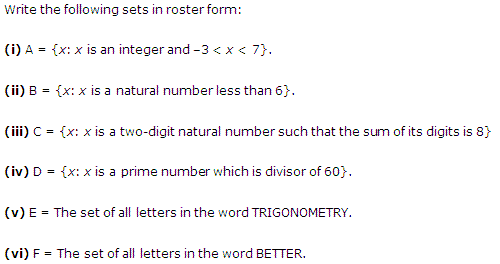 Write the following sets in roster form:
(i) A = {x: x is an integer and –3 < x < 7}.
(ii) B = {x: x is a natural number less than 6}.
(iii) C = {x: x is a two-digit natural number such that the sum of its digits is 8}
(iv) D = {x: x is a prime number which is divisor of 60}.
(v) E = The set of all letters in the word TRIGONOMETRY.
(vi) F = The set of all letters in the word BETTER.